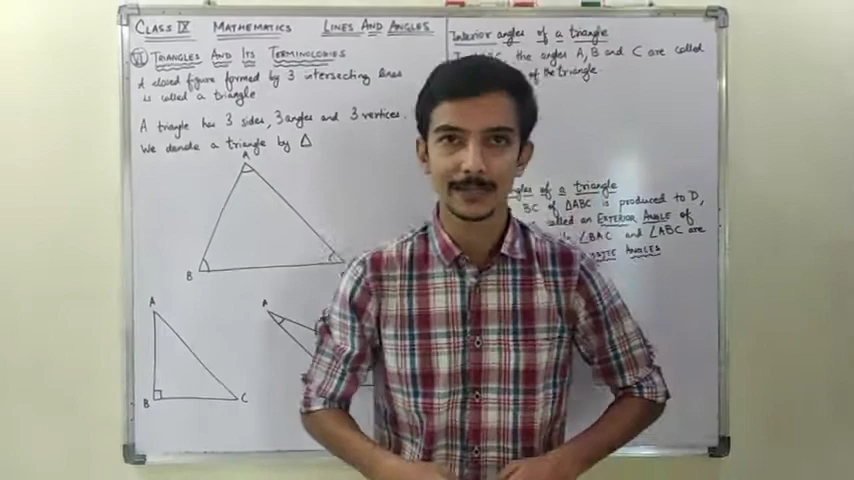 CLASS IX MATHEMATICS LINES AND ANGLES
VI TRIANGLES AND ITS TERMINOLOGIES
A closed figure formed by 3 intersecting lines
is called a triangle
A triangle has 3 sides, 3 angles and 3 vertices.
We denote a triangle by Δ
A
B
A
B
C
A
Interior angles of a triangle
the angles A, B and C are called
of the triangle
of a triangle
BC of ΔABC is produced to D,
called an EXTERIOR ANGLE of
∠BAC and ∠ABC are
ANGLES